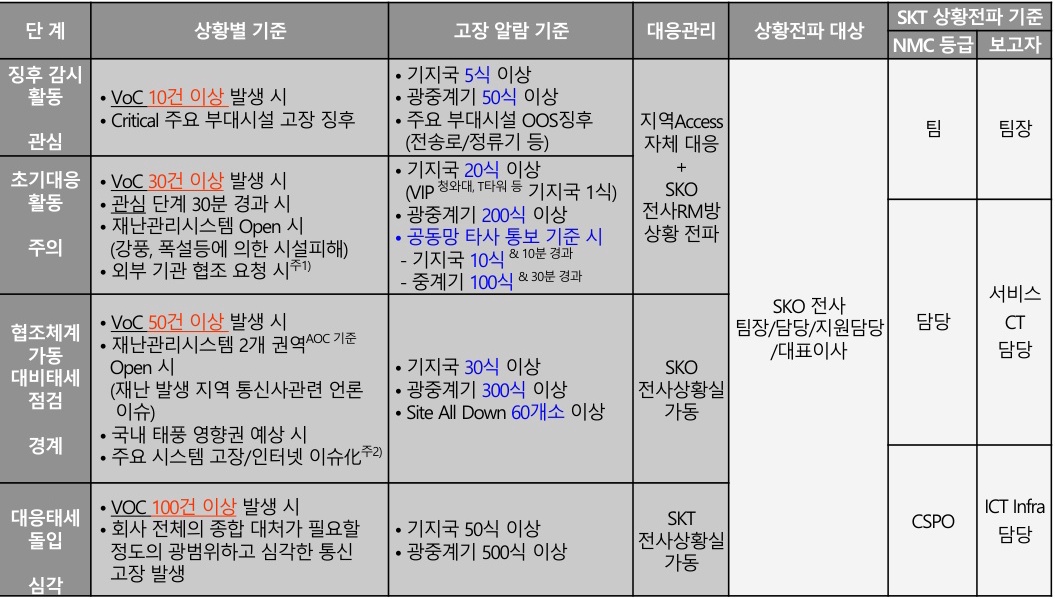 단 계
상황별 기준
고장 알람 기준
대응관리
상황전파 대상
SKT 상황전파 기준
NMC 등급
보고자
징후 감시
활동
관심
• VoC 10건 이상 발생 시
• Critical 주요 부대시설 고장 징후
• 기지국 5식 이상
• 광중계기 50식 이상
• 주요 부대시설 OOS징후
(전송로/정류기 등)
지역Access
자체 대응
+
SKO
전사RM방
상황 전파
팀
팀장
초기대응
활동
주의
• VoC 30건 이상 발생 시
• 관심 단계 30분 경과 시
• 재난관리시스템 Open 시
(강풍, 폭설등에 의한 시설피해)
• 외부 기관 협조 요청 시주1)
• 기지국 20식 이상
(VIP 청와대, T타워 등 기지국 1식)
• 광중계기 200식 이상
• 공동망 타사 통보 기준 시
- 기지국 10식 & 10분 경과
- 중계기 100식 & 30분 경과
SKO 전사
팀장/담당/지원담당
/대표이사
담당
서비스
CT
담당
협조체계
가동
대비태세
점검
경계
• VoC 50건 이상 발생 시
• 재난관리시스템 2개 권역AOC 기준
Open 시
(재난 발생 지역 통신사관련 언론
이슈)
• 국내 태풍 영향권 예상 시
• 주요 시스템 고장/인터넷 이슈化주2)
• 기지국 30식 이상
• 광중계기 300식 이상
• Site All Down 60개소 이상
SKO
전사상황실
가동
대응태세
돌입
심각
• VOC 100건 이상 발생 시
• 회사 전체의 종합 대처가 필요할
정도의 광범위하고 심각한 통신
고장 발생
• 기지국 50식 이상
• 광중계기 500식 이상
SKT
전사상황실
가동
CSPO
ICT Infra
담당